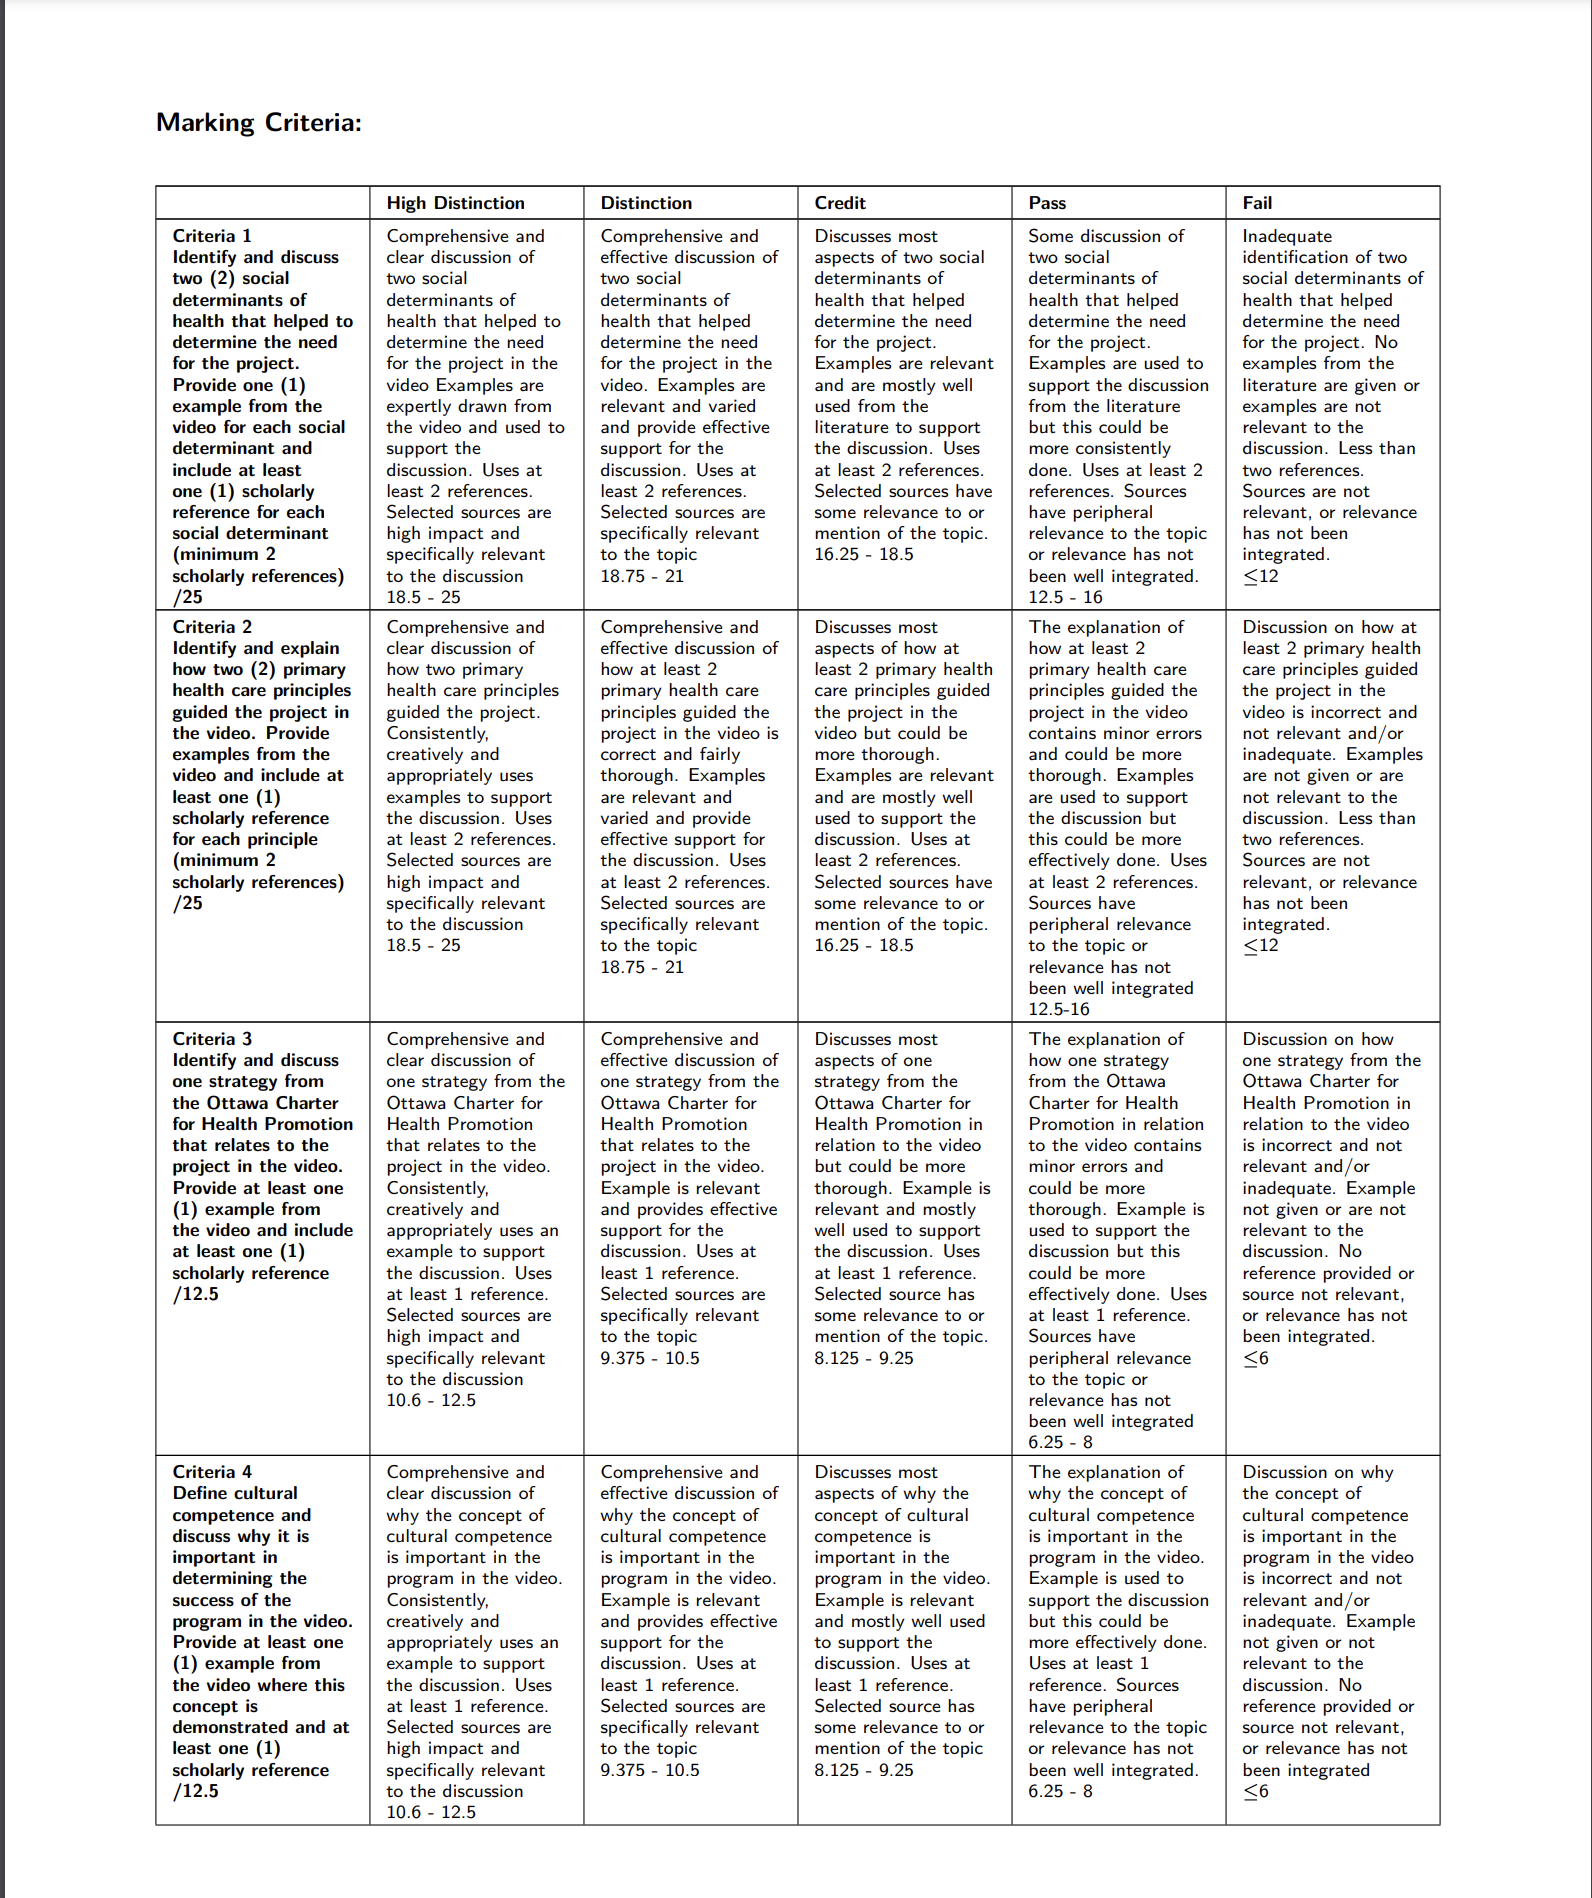 Marking Criteria:
High Distinction
Distinction
Credit
Pass
Fail
Criteria 1
Identify and discuss
two (2) social
determinants of
health that helped to
determine the need
for the project.
Provide one (1)
example from the
video for each social
determinant and
include at least
one (1) scholarly
reference for each
social determinant
(minimum 2
scholarly references)
/25
Comprehensive and
clear discussion of
two social
determinants of
health that helped to
determine the need
for the project in the
video Examples are
expertly drawn from
the video and used to
support the
discussion. Uses at
least 2 references.
Selected sources are
high impact and
specifically relevant
to the discussion
18.5 - 25
Comprehensive and
effective discussion of
two social
determinants of
health that helped
determine the need
for the project in the
video. Examples are
relevant and varied
and provide effective
support for the
discussion. Uses at
least 2 references.
Selected sources are
specifically relevant
to the topic
18.75 - 21
Discusses most
aspects of two social
determinants of
health that helped
determine the need
for the project.
Examples are relevant
and are mostly well
used from the
literature to support
the discussion. Uses
at least 2 references.
Selected sources have
some relevance to or
mention of the topic.
16.25 - 18.5
Some discussion of
two social
determinants of
health that helped
determine the need
for the project.
Examples are used to
support the discussion
from the literature
but this could be
more consistently
done. Uses at least 2
references. Sources
have peripheral
relevance to the topic
or relevance has not
been well integrated.
12.5 - 16
Inadequate
identification of two
social determinants of
health that helped
determine the need
for the project. No
examples from the
literature are given or
examples are not
relevant to the
discussion. Less than
two references.
Sources are not
relevant, or relevance
has not been
integrated.
≤12
Criteria 2
Identify and explain
how two (2) primary
health care principles
guided the project in
the video. Provide
examples from the
video and include at
least one (1)
scholarly reference
for each principle
(minimum 2
scholarly references)
/25
Comprehensive and
clear discussion of
how two primary
health care principles
guided the project.
Consistently,
creatively and
appropriately uses
examples to support
the discussion. Uses
at least 2 references.
Selected sources are
high impact and
specifically relevant
to the discussion
18.5 - 25
Comprehensive and
effective discussion of
how at least 2
primary health care
principles guided the
project in the video is
correct and fairly
thorough. Examples
are relevant and
varied and provide
effective support for
the discussion. Uses
at least 2 references.
Selected sources are
specifically relevant
to the topic
18.75 - 21
Discusses most
aspects of how at
least 2 primary health
care principles guided
the project in the
video but could be
more thorough.
Examples are relevant
and are mostly well
used to support the
discussion. Uses at
least 2 references.
Selected sources have
some relevance to or
mention of the topic.
16.25 - 18.5
The explanation of
how at least 2
primary health care
principles guided the
project in the video
contains minor errors
and could be more
thorough. Examples
are used to support
the discussion but
this could be more
effectively done. Uses
at least 2 references.
Sources have
peripheral relevance
to the topic or
relevance has not
been well integrated
12.5-16
Discussion on how at
least 2 primary health
care principles guided
the project in the
video is incorrect and
not relevant and/or
inadequate. Examples
are not given or are
not relevant to the
discussion. Less than
two references.
Sources are not
relevant, or relevance
has not been
integrated.
≤12
Criteria 3
Identify and discuss
one strategy from
the Ottawa Charter
for Health Promotion
that relates to the
project in the video.
Provide at least one
(1) example from
the video and include
at least one (1)
scholarly reference
/12.5
Comprehensive and
clear discussion of
one strategy from the
Ottawa Charter for
Health Promotion
that relates to the
project in the video.
Consistently,
creatively and
appropriately uses an
example to support
the discussion. Uses
at least 1 reference.
Selected sources are
high impact and
specifically relevant
to the discussion
10.6 - 12.5
Comprehensive and
effective discussion of
one strategy from the
Ottawa Charter for
Health Promotion
that relates to the
project in the video.
Example is relevant
and provides effective
support for the
discussion. Uses at
least 1 reference.
Selected sources are
specifically relevant
to the topic
9.375 - 10.5
Discusses most
aspects of one
strategy from the
Ottawa Charter for
Health Promotion in
relation to the video
but could be more
thorough. Example is
relevant and mostly
well used to support
the discussion. Uses
at least 1 reference.
Selected source has
some relevance to or
mention of the topic.
8.125 - 9.25
The explanation of
how one strategy
from the Ottawa
Charter for Health
Promotion in relation
to the video contains
minor errors and
could be more
thorough. Example is
used to support the
discussion but this
could be more
effectively done. Uses
at least 1 reference.
Sources have
peripheral relevance
to the topic or
relevance has not
been well integrated
6.25 - 8
Discussion on how
one strategy from the
Ottawa Charter for
Health Promotion in
relation to the video
is incorrect and not
relevant and/or
inadequate. Example
not given or are not
relevant to the
discussion. No
reference provided or
source not relevant,
or relevance has not
been integrated.
≤6
Criteria 4
Define cultural
competence and
discuss why it is
important in
determining the
success of the
program in the video.
Provide at least one
(1) example from
the video where this
concept is
demonstrated and at
least one (1)
scholarly reference
/12.5
Comprehensive and
clear discussion of
why the concept of
cultural competence
is important in the
program in the video.
Consistently,
creatively and
appropriately uses an
example to support
the discussion. Uses
at least 1 reference.
Selected sources are
high impact and
specifically relevant
to the discussion
10.6 - 12.5
Comprehensive and
effective discussion of
why the concept of
cultural competence
is important in the
program in the video.
Example is relevant
and provides effective
support for the
discussion. Uses at
least 1 reference.
Selected sources are
specifically relevant
to the topic
9.375 - 10.5
Discusses most
aspects of why the
concept of cultural
competence is
important in the
program in the video.
Example is relevant
and mostly well used
to support the
discussion. Uses at
least 1 reference.
Selected source has
some relevance to or
mention of the topic
8.125 - 9.25
The explanation of
why the concept of
cultural competence
is important in the
program in the video.
Example is used to
support the discussion
but this could be
more effectively done.
Uses at least 1
reference. Sources
have peripheral
relevance to the topic
or relevance has not
been well integrated.
6.25 - 8
Discussion on why
the concept of
cultural competence
is important in the
program in the video
is incorrect and not
relevant and/or
inadequate. Example
not given or not
relevant to the
discussion. No
reference provided or
source not relevant,
or relevance has not
been integrated
≤6